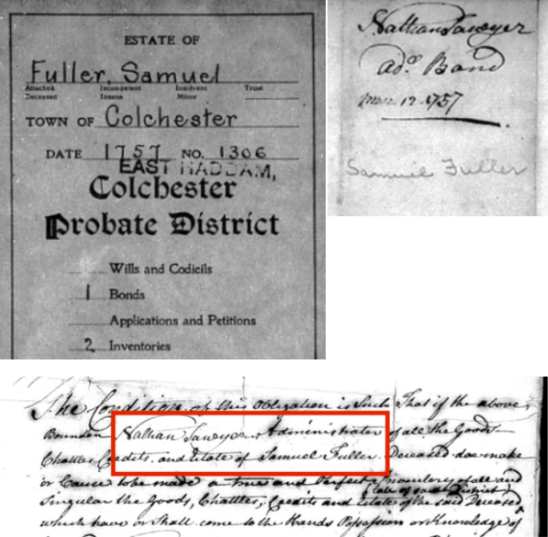 ESTATE OF
Fuller, Samuel
Attached Incompetent Insolvent Trust
Deceased Insane Minor
TOWN OF Colchester
DATE 1757 NO. 1306
EAST HADDAM,
Colchester
Probate District
Wills and Codicils
1 Bonds
Applications and Petitions
2 Inventories
Nathan Sawyer
adr. Bond
12. 1757
Samuel Fuller
The Condition of this Obligation is Such That if the above,
Bounden Nathan Sawyer, Administrator of all the Goods
Chattles, Credits and Estate of Samuel Fuller Deceased doe make
or Cause to be made a true and Perfect Inventory of all and
Singular the Goods, Chattles, Credits and Estate of the said Deceased
which have or Shall come to the Hands Possession or Knowledge of